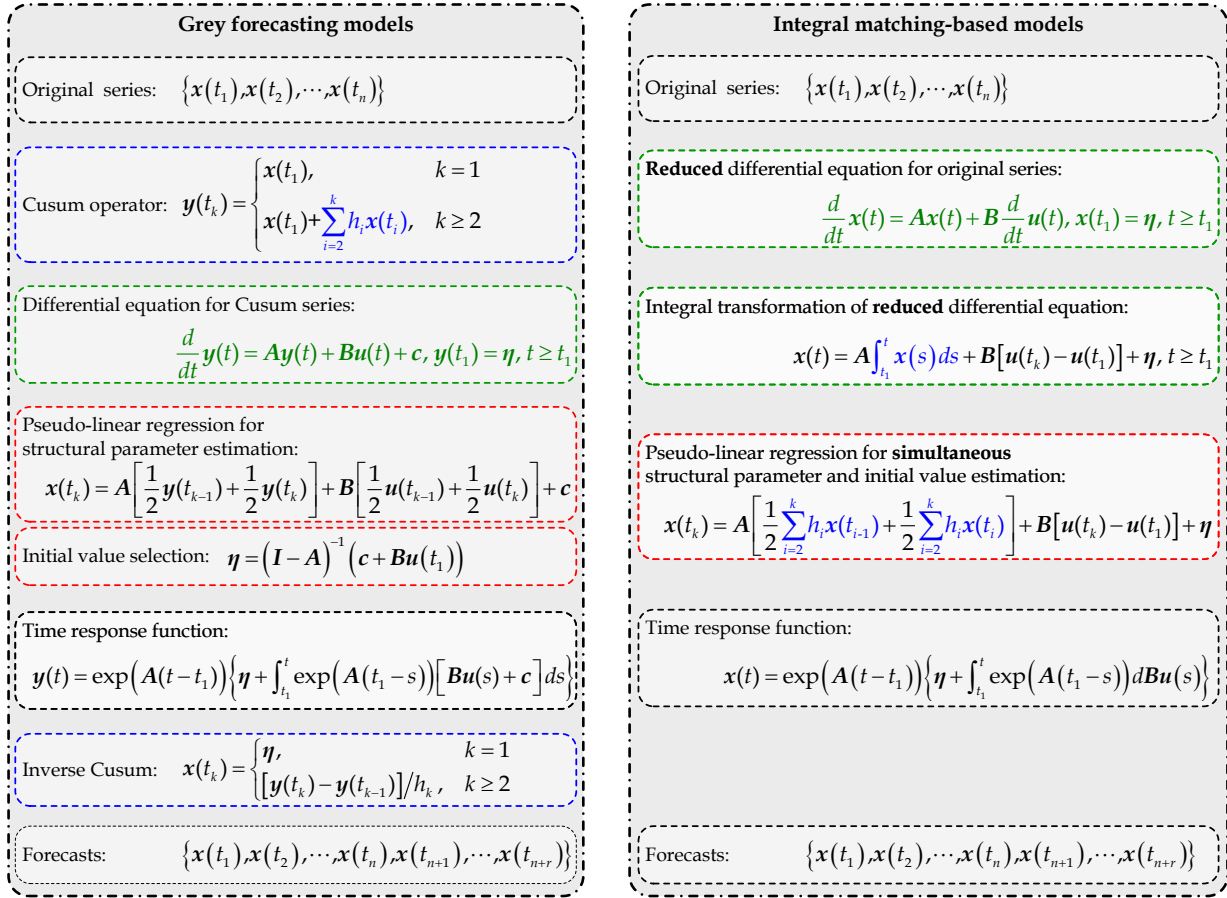 Grey forecasting models
Original series: {x(t₁),x(t₂),⋯,x(tₙ)}
Cusum operator: y(tₖ) = { x(t₁), k = 1
x(t₁)+∑_{i=2}^{k} hᵢx(tᵢ), k ≥ 2
Differential equation for Cusum series:
d/dt y(t) = Ay(t) + Bu(t) + c, y(t₁) = η, t ≥ t₁
Pseudo-linear regression for
structural parameter estimation:
x(tₖ) = A[1/2 y(tₖ₋₁) + 1/2 y(tₖ)] + B[1/2 u(tₖ₋₁) + 1/2 u(tₖ)] + c
Initial value selection: η = (I − A)⁻¹(c + Bu(t₁))
Time response function:
y(t) = exp(A(t − t₁)){η + ∫_{t₁}^{t} exp(A(t₁ − s))[Bu(s) + c]ds}
Inverse Cusum: x(tₖ) = { η, k = 1
[y(tₖ) − y(tₖ₋₁)]/hₖ, k ≥ 2
Forecasts: {x(t₁),x(t₂),⋯,x(tₙ),x(tₙ₊₁),⋯,x(tₙ₊ᵣ)}
Integral matching-based models
Original series: {x(t₁),x(t₂),⋯,x(tₙ)}
Reduced differential equation for original series:
d/dt x(t) = Ax(t) + B d/dt u(t), x(t₁) = η, t ≥ t₁
Integral transformation of reduced differential equation:
x(t) = A∫_{t₁}^{t} x(s)ds + B[u(tₖ) − u(t₁)] + η, t ≥ t₁
Pseudo-linear regression for simultaneous
structural parameter and initial value estimation:
x(tₖ) = A[1/2 ∑_{i=2}^{k} hᵢx(tᵢ₋₁) + 1/2 ∑_{i=2}^{k} hᵢx(tᵢ)] + B[u(tₖ) − u(t₁)] + η
Time response function:
x(t) = exp(A(t − t₁)){η + ∫_{t₁}^{t} exp(A(t₁ − s))dBu(s)}
Forecasts: {x(t₁),x(t₂),⋯,x(tₙ),x(tₙ₊₁),⋯,x(tₙ₊ᵣ)}